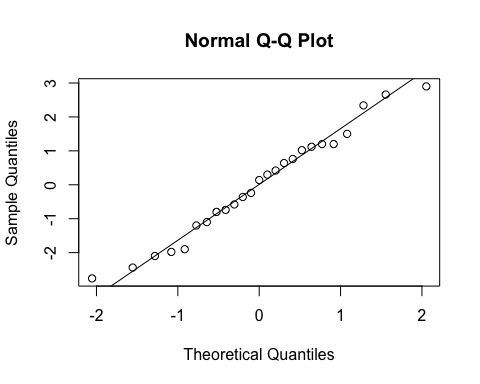 Normal Q-Q Plot
3
2
1
0
-1
-2
Sample Quantiles
-2 -1 0 1 2
Theoretical Quantiles